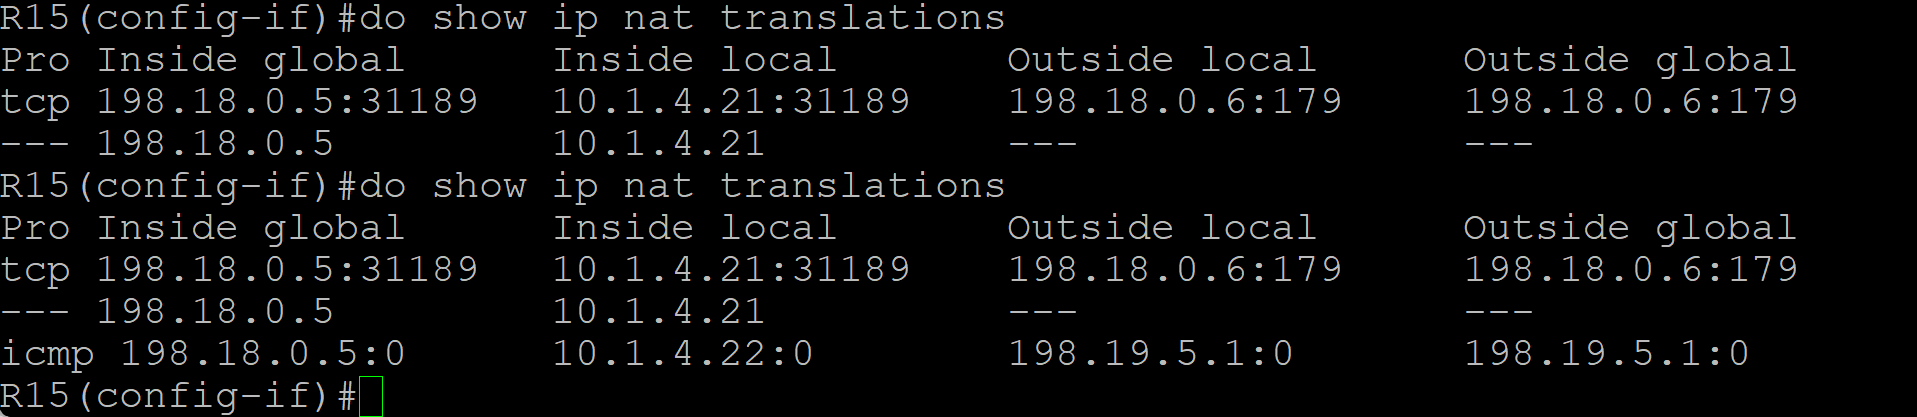 R15(config-if)#do show ip nat translations
Pro Inside global      Inside local       Outside local      Outside global
tcp 198.18.0.5:31189   10.1.4.21:31189    198.18.0.6:179     198.18.0.6:179
--- 198.18.0.5         10.1.4.21          ---                ---
R15(config-if)#do show ip nat translations
Pro Inside global      Inside local       Outside local      Outside global
tcp 198.18.0.5:31189   10.1.4.21:31189    198.18.0.6:179     198.18.0.6:179
--- 198.18.0.5         10.1.4.21          ---                ---
icmp 198.18.0.5:0      10.1.4.22:0        198.19.5.1:0       198.19.5.1:0
R15(config-if)#